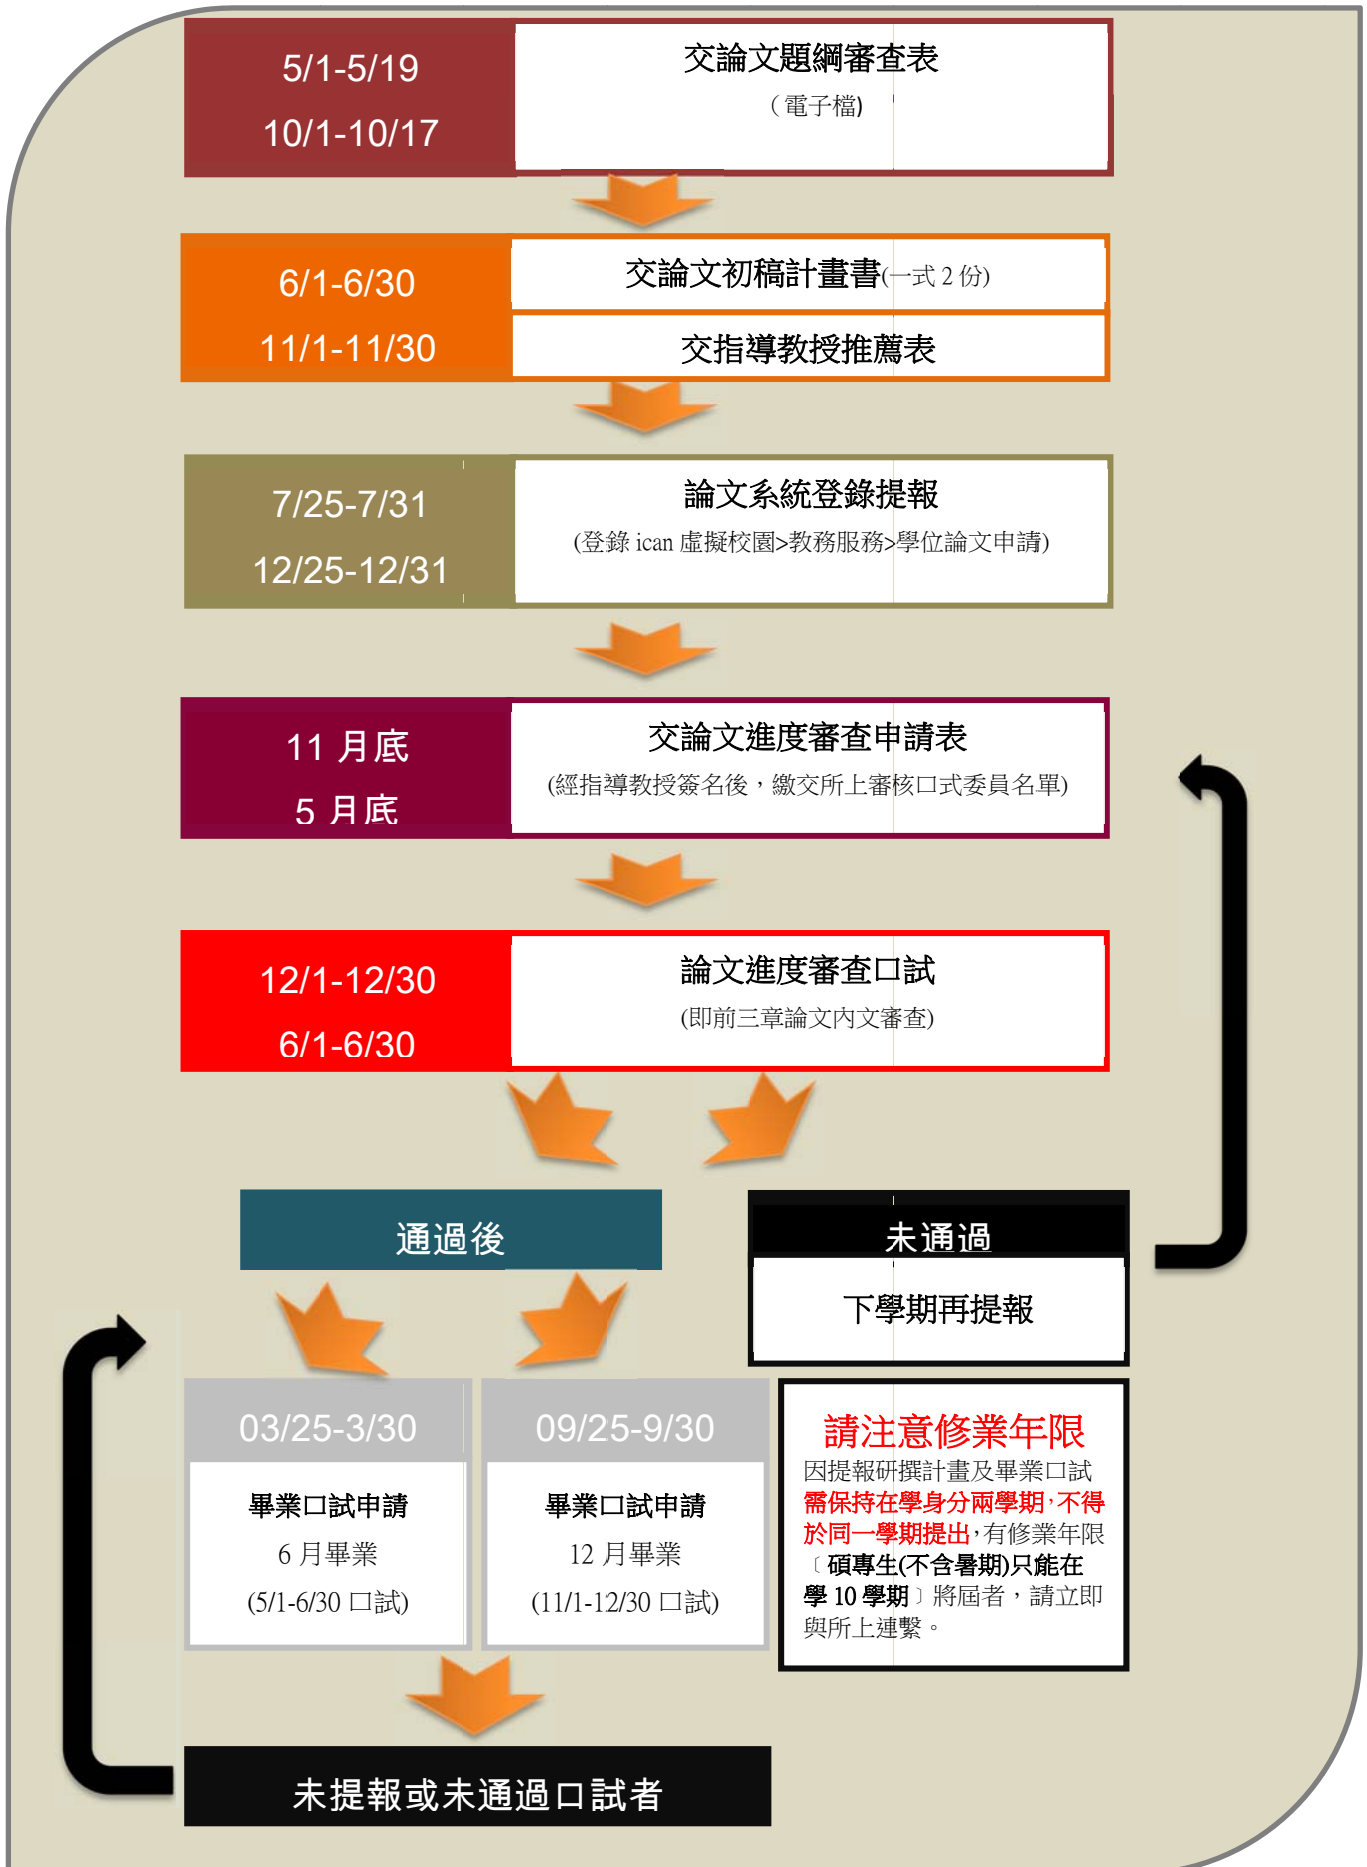 5/1-5/19
10/1-10/17
交論文題綱審查表
(電子檔)
6/1-6/30
11/1-11/30
交論文初稿計畫書(一式 2 份)
交指導教授推薦表
7/25-7/31
12/25-12/31
論文系統登錄提報
(登錄 ican 虛擬校園>教務服務>學位論文申請)
11 月底
5 月底
交論文進度審查申請表
(經指導教授簽名後，繳交所上審核口式委員名單)
12/1-12/30
6/1-6/30
論文進度審查口試
(即前三章論文內文審查)
通過後
未通過
下學期再提報
03/25-3/30
畢業口試申請
6 月畢業
(5/1-6/30 口試)
09/25-9/30
畢業口試申請
12 月畢業
(11/1-12/30 口試)
請注意修業年限
因提報研撰計畫及畢業口試
需保持在學身分兩學期，不得
於同一學期提出，有修業年限
﹝碩專生(不含暑期)只能在
學 10 學期﹞將屆者，請立即
與所上連繫。
未提報或未通過口試者